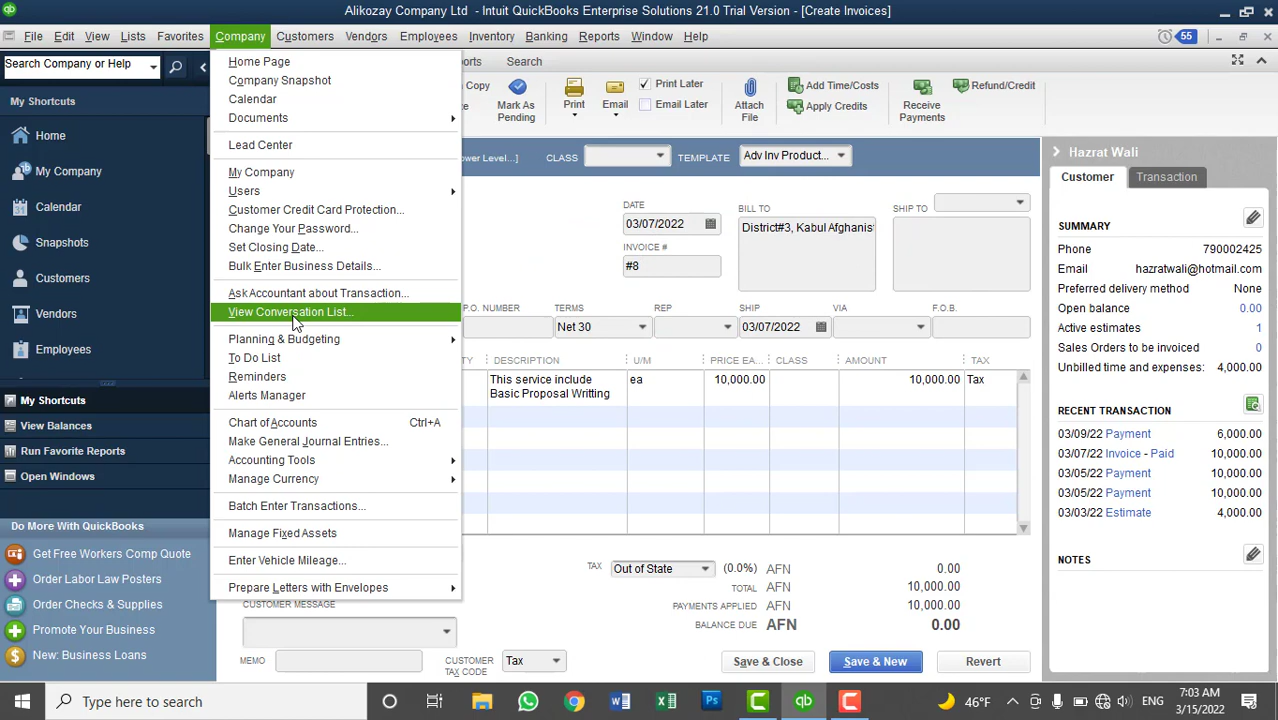 Alikozay Company Ltd - Intuit QuickBooks Enterprise Solutions 21.0 Trial Version - [Create Invoices]
File Edit View Lists Favorites Company Customers Vendors Employees Inventory Banking Reports Window Help 55
Search Company or Help
My Shortcuts
Home
My Company
Calendar
Snapshots
Customers
Vendors
Employees
My Shortcuts
View Balances
Run Favorite Reports
Open Windows
Do More With QuickBooks
Get Free Workers Comp Quote
Order Labor Law Posters
Order Checks & Supplies
Promote Your Business
New: Business Loans
Home Page
Company Snapshot
Calendar
Documents
Lead Center
My Company
Users
Customer Credit Card Protection...
Change Your Password...
Set Closing Date...
Bulk Enter Business Details...
Ask Accountant about Transaction...
View Conversation List...
Planning & Budgeting
To Do List
Reminders
Alerts Manager
Chart of Accounts Ctrl+A
Make General Journal Entries...
Accounting Tools
Manage Currency
Batch Enter Transactions...
Manage Fixed Assets
Enter Vehicle Mileage...
Prepare Letters with Envelopes
orts Search
Copy
Mark As
Pending
Print
Email
Print Later
Email Later
Attach
File
Add Time/Costs
Apply Credits
Receive
Payments
Refund/Credit
ower Level...] CLASS TEMPLATE Adv Inv Product...
DATE
03/07/2022
INVOICE #
#8
BILL TO
District#3, Kabul Afghanis
SHIP TO
P.O. NUMBER TERMS REP SHIP VIA F.O.B.
Net 30 03/07/2022
TY DESCRIPTION U/M PRICE EA... CLASS AMOUNT TAX
This service include ea 10,000.00 10,000.00 Tax
Basic Proposal Writting
TAX Out of State (0.0%) AFN 0.00
TOTAL AFN 10,000.00
PAYMENTS APPLIED AFN 10,000.00
BALANCE DUE AFN 0.00
CUSTOMER MESSAGE
MEMO
CUSTOMER
TAX CODE
Tax
Save & Close Save & New Revert
Hazrat Wali
Customer Transaction
SUMMARY
Phone 790002425
Email hazratwali@hotmail.com
Preferred delivery method None
Open balance 0.00
Active estimates 1
Sales Orders to be invoiced 0
Unbilled time and expenses 4,000.00
RECENT TRANSACTION
03/09/22 Payment 6,000.00
03/07/22 Invoice - Paid 10,000.00
03/05/22 Payment 10,000.00
03/05/22 Payment 10,000.00
03/03/22 Estimate 4,000.00
NOTES
Type here to search
46°F ENG 7:03 AM
3/15/2022